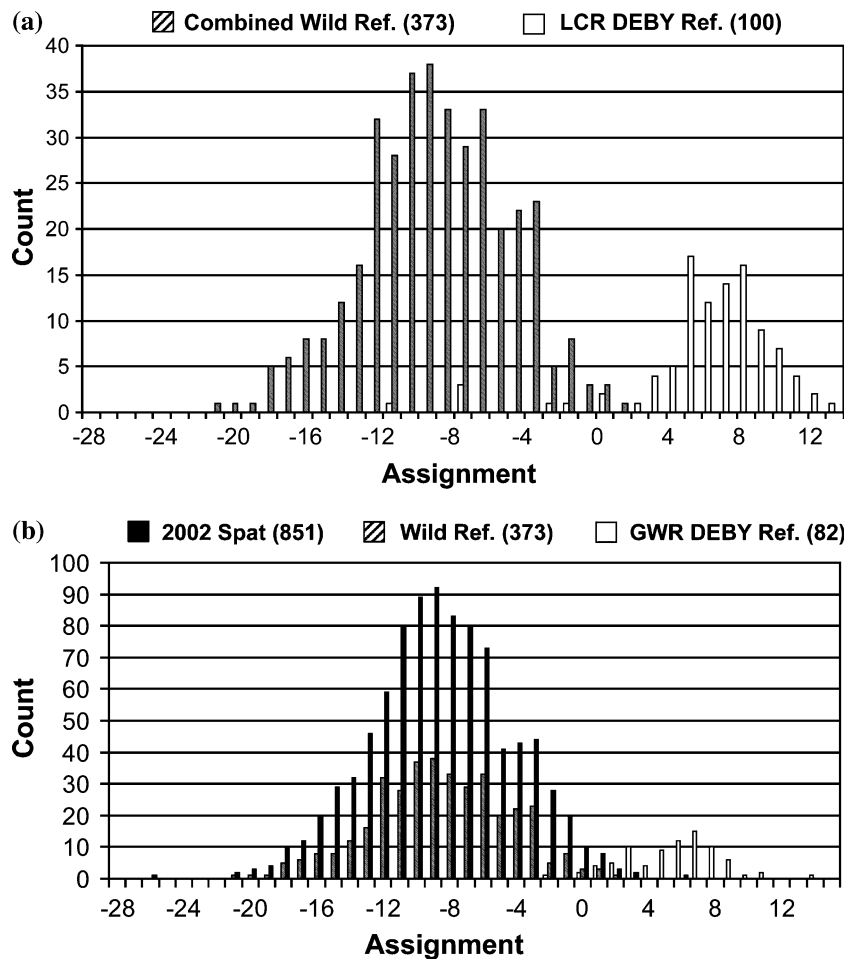 (a)
Combined Wild Ref. (373) LCR DEBY Ref. (100)
40
35
30
25
20
15
10
5
0
Count
-28 -20 -16 -12 -8 -4 0 4 8 12
Assignment
(b)
2002 Spat (851) Wild Ref. (373) GWR DEBY Ref. (82)
100
90
80
70
60
50
40
30
20
10
0
Count
-28 -20 -16 -12 -8 -4 0 4 8 12
Assignment